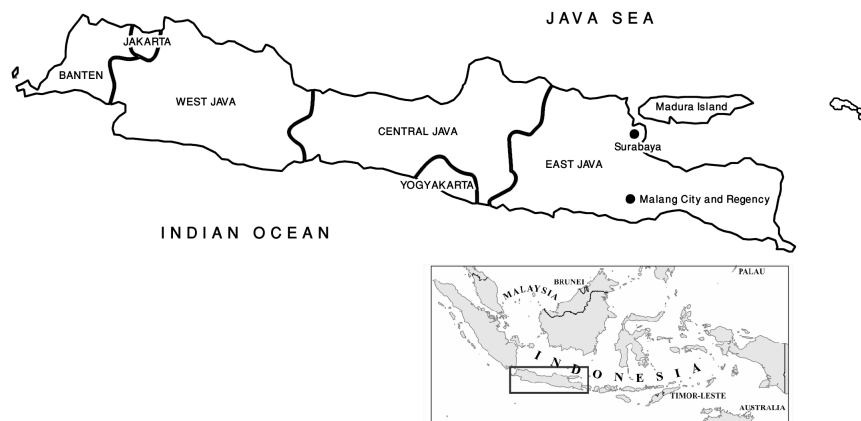 JAVA SEA
JAKARTA
BANTEN
WEST JAVA
CENTRAL JAVA
YOGYAKARTA
EAST JAVA
Madura Island
Surabaya
Malang City and Regency
INDIAN OCEAN
PALAU
BRUNEI
MALAYSIA
INDONESIA
TIMOR-LESTE
AUSTRALIA